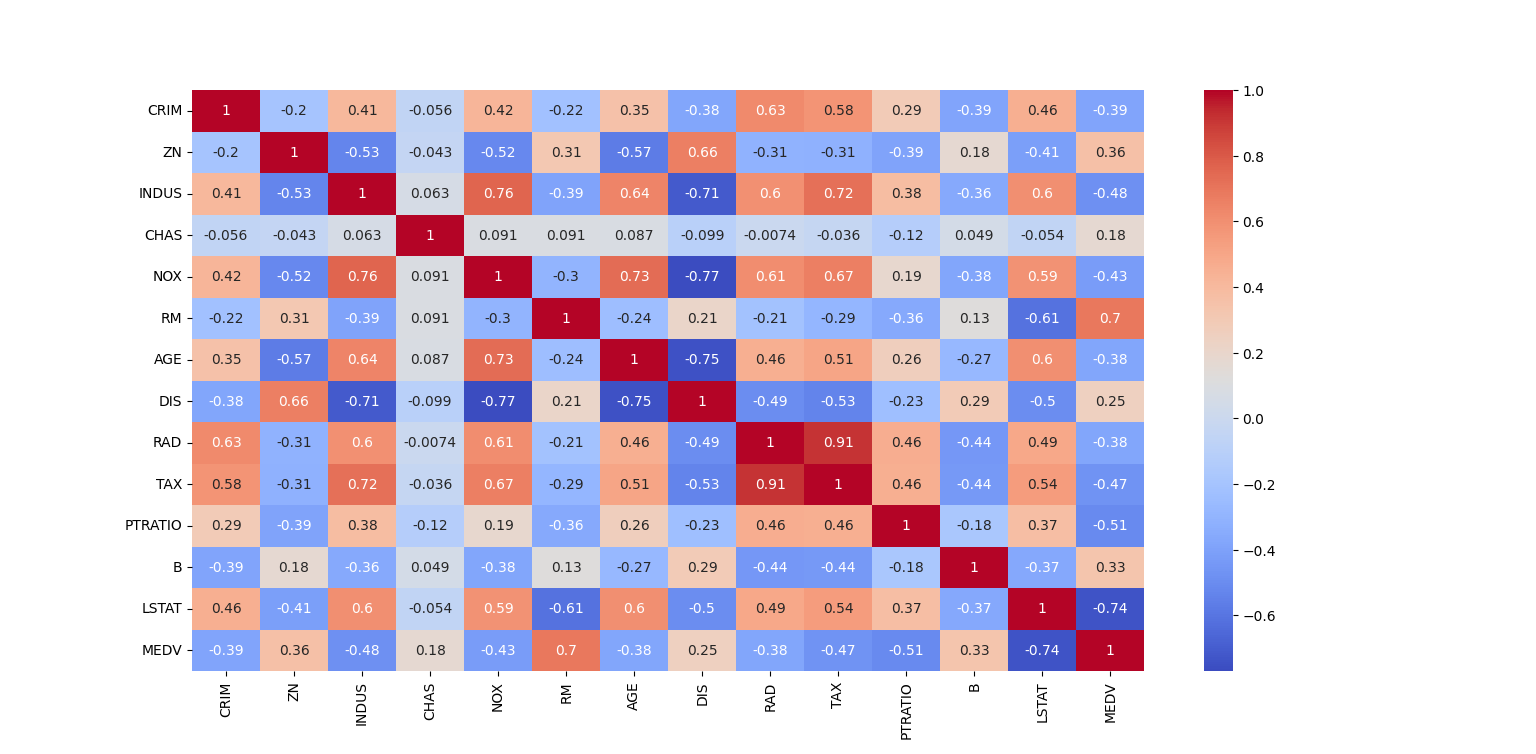 CRIM 1 -0.2 0.41 -0.056 0.42 -0.22 0.35 -0.38 0.63 0.58 0.29 -0.39 0.46 -0.39
ZN -0.2 1 -0.53 -0.043 -0.52 0.31 -0.57 0.66 -0.31 -0.31 -0.39 0.18 -0.41 0.36
INDUS 0.41 -0.53 1 0.063 0.76 -0.39 0.64 -0.71 0.6 0.72 0.38 -0.36 0.6 -0.48
CHAS -0.056 -0.043 0.063 1 0.091 0.091 0.087 -0.099 -0.0074 -0.036 -0.12 0.049 -0.054 0.18
NOX 0.42 -0.52 0.76 0.091 1 -0.3 0.73 -0.77 0.61 0.67 0.19 -0.38 0.59 -0.43
RM -0.22 0.31 -0.39 0.091 -0.3 1 -0.24 0.21 -0.21 -0.29 -0.36 0.13 -0.61 0.7
AGE 0.35 -0.57 0.64 0.087 0.73 -0.24 1 -0.75 0.46 0.51 0.26 -0.27 0.6 -0.38
DIS -0.38 0.66 -0.71 -0.099 -0.77 0.21 -0.75 1 -0.49 -0.53 -0.23 0.29 -0.5 0.25
RAD 0.63 -0.31 0.6 -0.0074 0.61 -0.21 0.46 -0.49 1 0.91 0.46 -0.44 0.49 -0.38
TAX 0.58 -0.31 0.72 -0.036 0.67 -0.29 0.51 -0.53 0.91 1 0.46 -0.44 0.54 -0.47
PTRATIO 0.29 -0.39 0.38 -0.12 0.19 -0.36 0.26 -0.23 0.46 0.46 1 -0.18 0.37 -0.51
B -0.39 0.18 -0.36 0.049 -0.38 0.13 -0.27 0.29 -0.44 -0.44 -0.18 1 -0.37 0.33
LSTAT 0.46 -0.41 0.6 -0.054 0.59 -0.61 0.6 -0.5 0.49 0.54 0.37 -0.37 1 -0.74
MEDV -0.39 0.36 -0.48 0.18 -0.43 0.7 -0.38 0.25 -0.38 -0.47 -0.51 0.33 -0.74 1
CRIM ZN INDUS CHAS NOX RM AGE DIS RAD TAX PTRATIO B LSTAT MEDV
1.0
0.8
0.6
0.4
0.2
0.0
−0.2
−0.4
−0.6